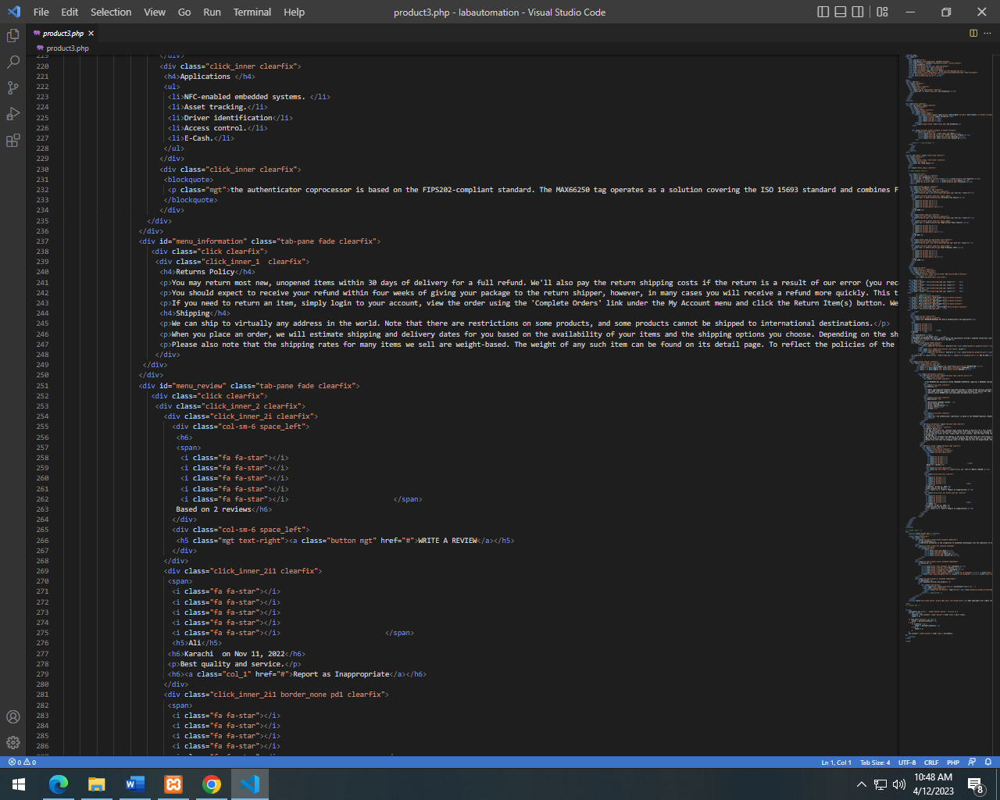 File Edit Selection View Go Run Terminal Help product3.php - labautomation - Visual Studio Code
product3.php
product3.php
219 </div>
220 <div class="click_inner clearfix">
221 <h4>Applications </h4>
222 <ul>
223 <li>NFC-enabled embedded systems. </li>
224 <li>Asset tracking.</li>
225 <li>Driver identification</li>
226 <li>Access control.</li>
227 <li>E-Cash.</li>
228 </ul>
229 </div>
230 <div class="click_inner clearfix">
231 <blockquote>
232 <p class="mgt">the authenticator coprocessor is based on the FIPS202-compliant standard. The MAX66250 tag operates as a solution covering the ISO 15693 standard and combines F
233 </blockquote>
234 </div>
235 </div>
236 </div>
237 <div id="menu_information" class="tab-pane fade clearfix">
238 <div class="click clearfix">
239 <div class="click_inner_1  clearfix">
240 <h4>Returns Policy</h4>
241 <p>You may return most new, unopened items within 30 days of delivery for a full refund. We'll also pay the return shipping costs if the return is a result of our error (you rec
242 <p>You should expect to receive your refund within four weeks of giving your package to the return shipper, however, in many cases you will receive a refund more quickly. This t
243 <p>If you need to return an item, simply login to your account, view the order using the 'Complete Orders' link under the My Account menu and click the Return Item(s) button. We
244 <h4>Shipping</h4>
245 <p>We can ship to virtually any address in the world. Note that there are restrictions on some products, and some products cannot be shipped to international destinations.</p>
246 <p>When you place an order, we will estimate shipping and delivery dates for you based on the availability of your items and the shipping options you choose. Depending on the sh
247 <p>Please also note that the shipping rates for many items we sell are weight-based. The weight of any such item can be found on its detail page. To reflect the policies of the
248 </div>
249 </div>
250 </div>
251 <div id="menu_review" class="tab-pane fade clearfix">
252 <div class="click clearfix">
253 <div class="click_inner_2 clearfix">
254 <div class="click_inner_2i clearfix">
255 <div class="col-sm-6 space_left">
256 <h6>
257 <span>
258 <i class="fa fa-star"></i>
259 <i class="fa fa-star"></i>
260 <i class="fa fa-star"></i>
261 <i class="fa fa-star"></i>
262 <i class="fa fa-star"></i> </span>
263 Based on 2 reviews</h6>
264 </div>
265 <div class="col-sm-6 space_left">
266 <h5 class="mgt text-right"><a class="button mgt" href="#">WRITE A REVIEW</a></h5>
267 </div>
268 </div>
269 <div class="click_inner_2i1 clearfix">
270 <span>
271 <i class="fa fa-star"></i>
272 <i class="fa fa-star"></i>
273 <i class="fa fa-star"></i>
274 <i class="fa fa-star"></i>
275 <i class="fa fa-star"></i> </span>
276 <h5>Ali</h5>
277 <h6>Karachi  on Nov 11, 2022</h6>
278 <p>Best quality and service.</p>
279 <h6><a class="col_1" href="#">Report as Inappropriate</a></h6>
280 </div>
281 <div class="click_inner_2i1 border_none pd1 clearfix">
282 <span>
283 <i class="fa fa-star"></i>
284 <i class="fa fa-star"></i>
285 <i class="fa fa-star"></i>
286 <i class="fa fa-star"></i>
0 0 Ln 1, Col 1 Tab Size: 4 UTF-8 CRLF PHP
10:48 AM
4/12/2023
8